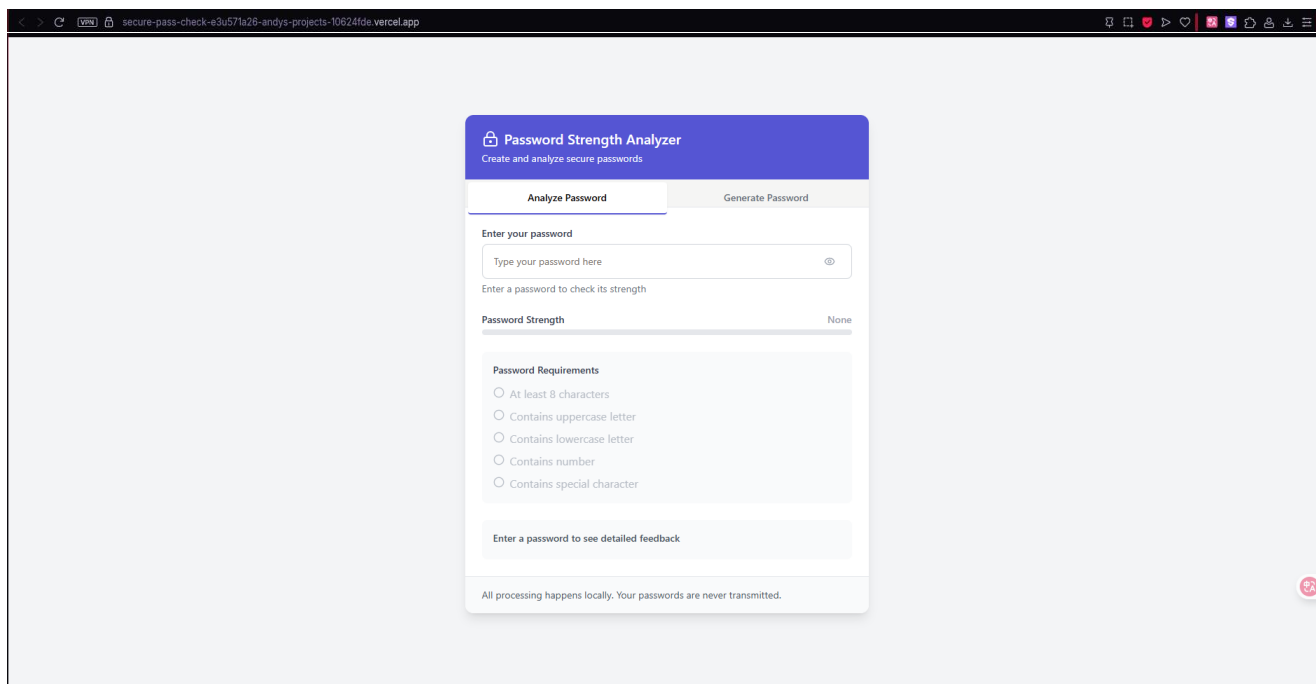 VPN secure-pass-check-e3u571a26-andys-projects-10624fde.vercel.app
Password Strength Analyzer
Create and analyze secure passwords
Analyze Password Generate Password
Enter your password
Type your password here
Enter a password to check its strength
Password Strength None
Password Requirements
At least 8 characters
Contains uppercase letter
Contains lowercase letter
Contains number
Contains special character
Enter a password to see detailed feedback
All processing happens locally. Your passwords are never transmitted.